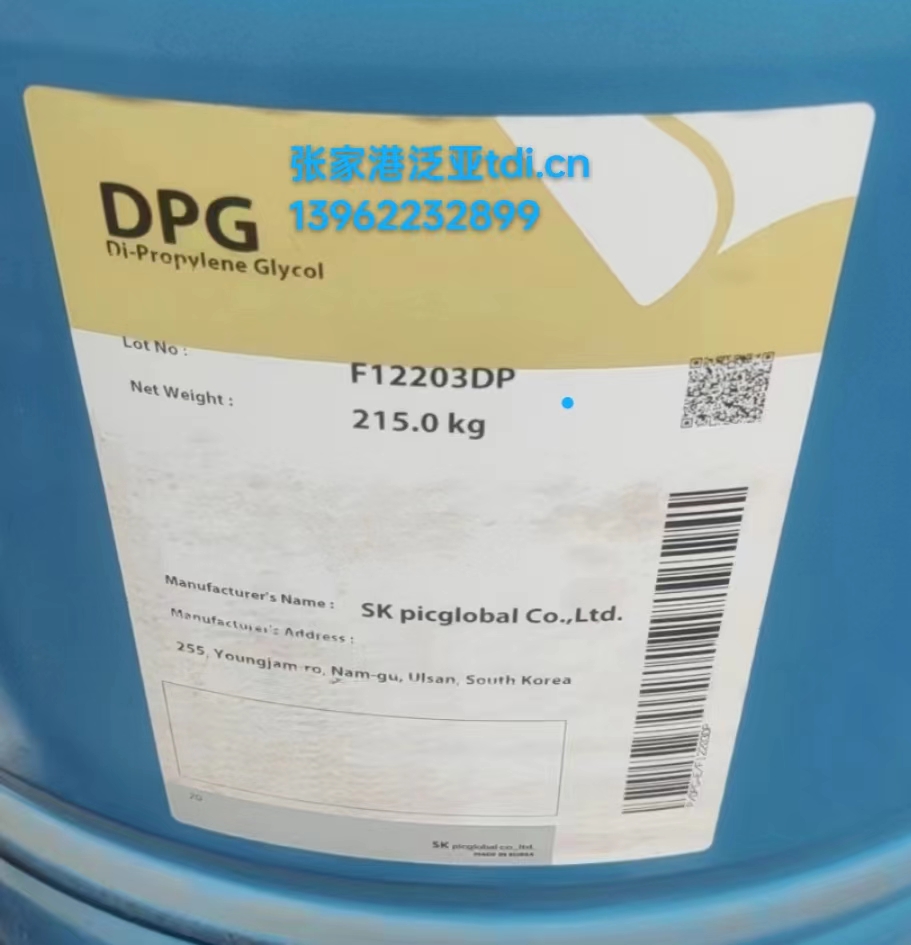 张家港泛亚tdi.cn
13962232899
DPG
Di-Propylene Glycol
Lot No :
F12203DP
Net Weight :
215.0 kg
Manufacturer's Name :
SK picglobal Co.,Ltd.
Manufacturer's Address :
255, Youngjam-ro, Nam-gu, Ulsan, South Korea
SK picglobal co.,ltd.
MADE IN KOREA